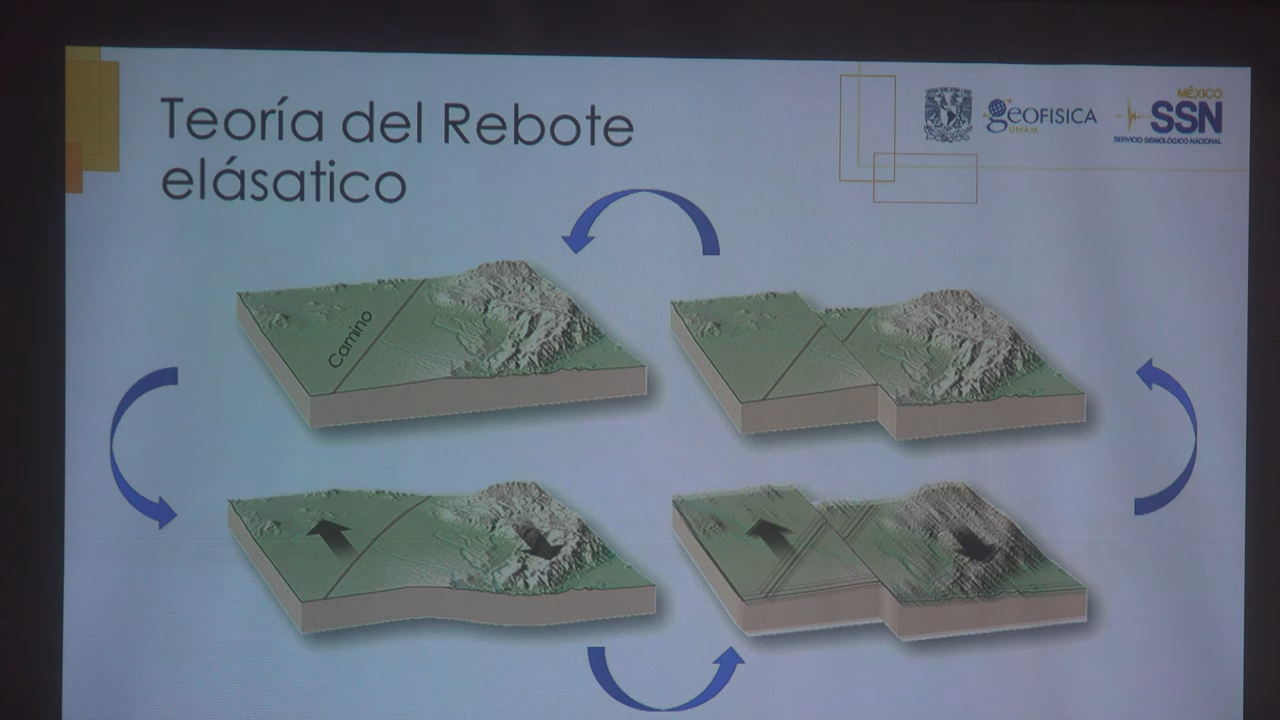 Teoría del Rebote
elásatico
GEOFISICA
UNAM
MÉXICO
SSN
SERVICIO SISMOLÓGICO NACIONAL
Camino